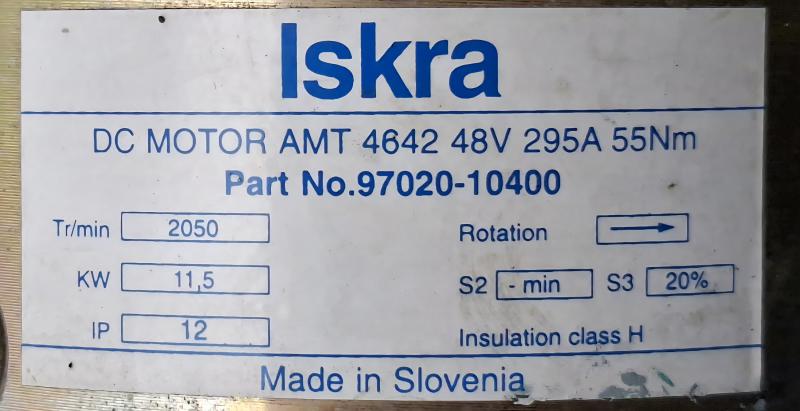 Iskra
DC MOTOR AMT 4642 48V 295A 55Nm
Part No.97020-10400
Tr/min 2050 Rotation →
KW 11,5 S2 - min S3 20%
IP 12 Insulation class H
Made in Slovenia